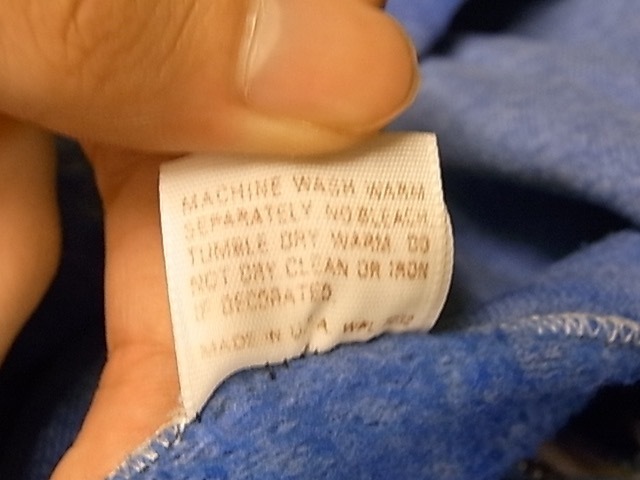 MACHINE WASH WARM
SEPARATELY NO BLEACH
TUMBLE DRY WARM DO
NOT DRY CLEAN OR IRON
IF DECORATED
MADE IN U.S.A. WPL